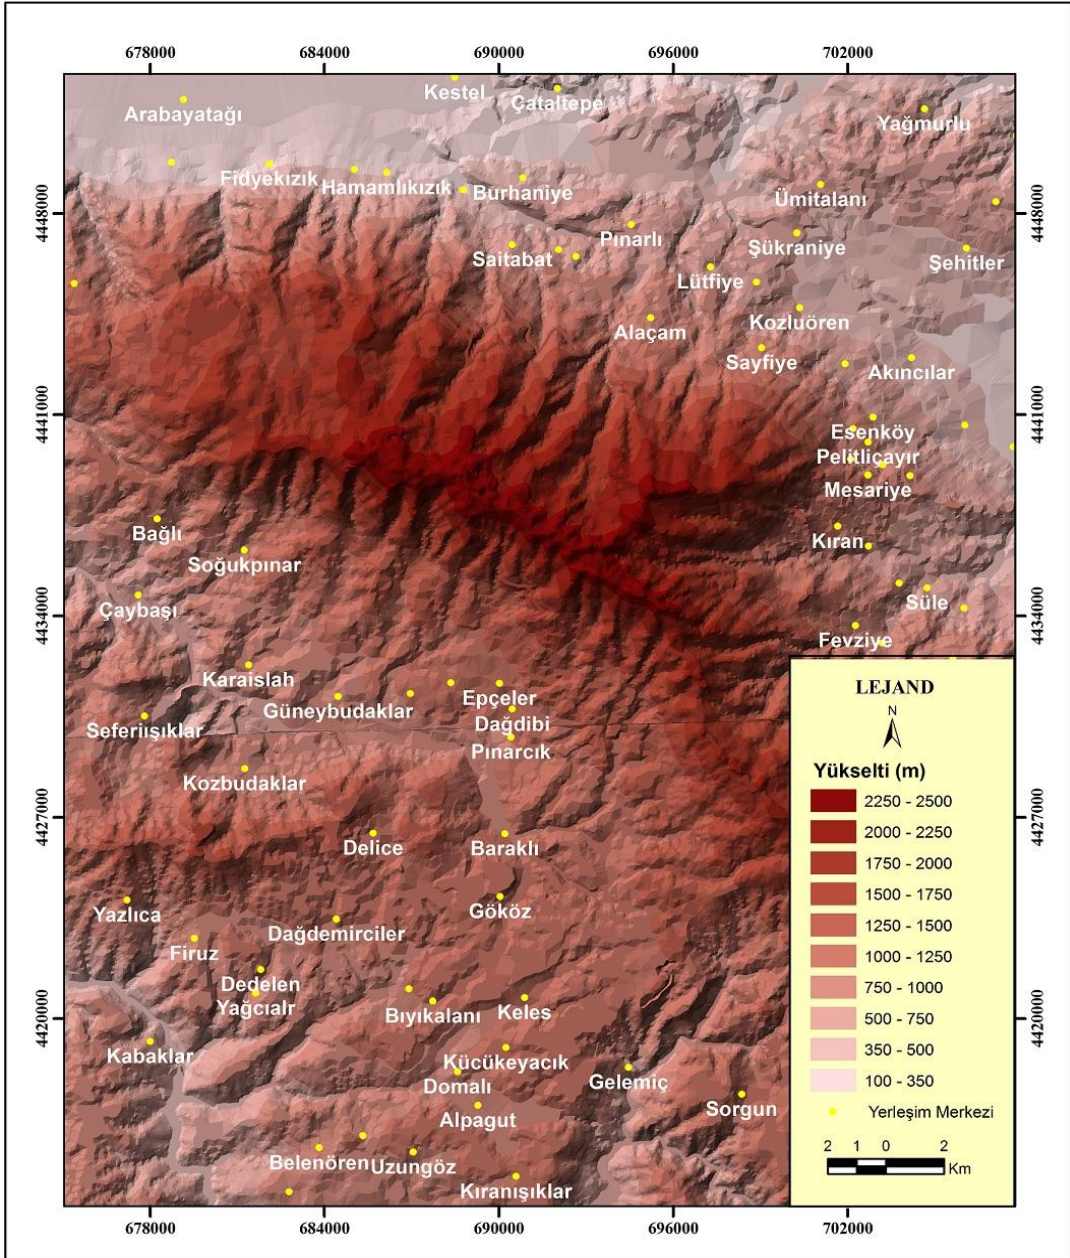 678000 684000 690000 696000 702000
Kestel
Çataltepe
Arabayatağı
Yağmurlu
Fidyekızık
Hamamlıkızık
Burhaniye
Ümitalanı
4448000
4448000
Pınarlı
Şükraniye
Saitabat
Şehitler
Lütfiye
Alaçam
Kozluören
Sayfiye
Akıncılar
4441000
4441000
Esenköy
Pelitlicayır
Mesariye
Bağlı
Kıran
Soğukpınar
Çaybaşı
Süle
4434000
4434000
Fevziye
Karaislah
Epçeler
Güneybudaklar
Seferiişıklar
Dağdibi
Pınarcık
Kozbudaklar
4427000
4427000
Delice
Baraklı
Yazlıca
Gököz
Dağdemirciler
Firuz
Dedelen
Yağcıalr
Bıyıkalanı
Keles
4420000
4420000
Kabaklar
Kücükeyacık
Domalı
Gelemiç
Sorgun
Alpagut
Belenören
Uzungöz
Kıranışıklar
LEJAND
N
Yükselti (m)
2250 - 2500
2000 - 2250
1750 - 2000
1500 - 1750
1250 - 1500
1000 - 1250
750 - 1000
500 - 750
350 - 500
100 - 350
Yerleşim Merkezi
2 1 0 2
Km
678000 684000 690000 696000 702000